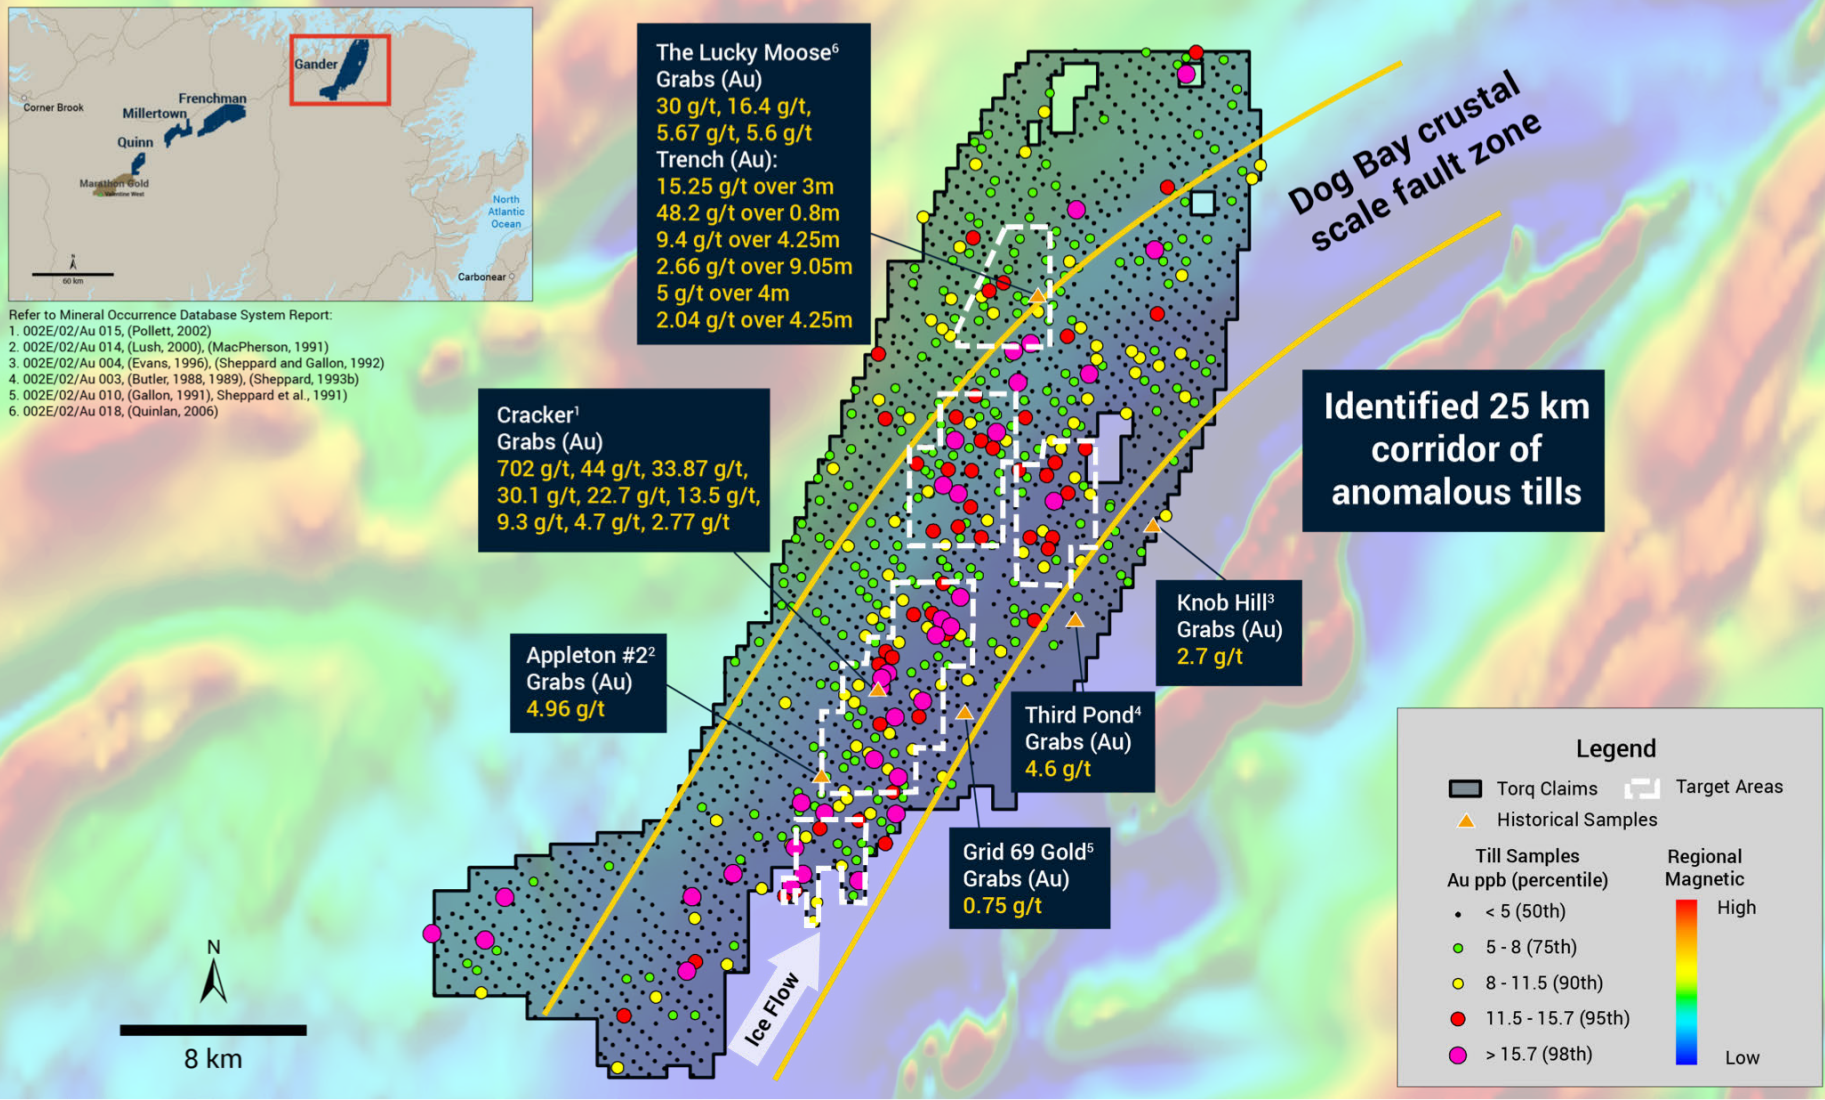 Gander
Corner Brook
Frenchman
Millertown
Quinn
Marathon Gold
Valentine West
North
Atlantic
Ocean
Carbonear
N
60 km
Refer to Mineral Occurrence Database System Report:
1. 002E/02/Au 015, (Pollett, 2002)
2. 002E/02/Au 014, (Lush, 2000), (MacPherson, 1991)
3. 002E/02/Au 004, (Evans, 1996), (Sheppard and Gallon, 1992)
4. 002E/02/Au 003, (Butler, 1988, 1989), (Sheppard, 1993b)
5. 002E/02/Au 010, (Gallon, 1991), Sheppard et al., 1991)
6. 002E/02/Au 018, (Quinlan, 2006)
The Lucky Moose⁶
Grabs (Au)
30 g/t, 16.4 g/t,
5.67 g/t, 5.6 g/t
Trench (Au):
15.25 g/t over 3m
48.2 g/t over 0.8m
9.4 g/t over 4.25m
2.66 g/t over 9.05m
5 g/t over 4m
2.04 g/t over 4.25m
Dog Bay crustal
scale fault zone
Cracker¹
Grabs (Au)
702 g/t, 44 g/t, 33.87 g/t,
30.1 g/t, 22.7 g/t, 13.5 g/t,
9.3 g/t, 4.7 g/t, 2.77 g/t
Identified 25 km
corridor of
anomalous tills
Appleton #2²
Grabs (Au)
4.96 g/t
Knob Hill³
Grabs (Au)
2.7 g/t
Third Pond⁴
Grabs (Au)
4.6 g/t
Grid 69 Gold⁵
Grabs (Au)
0.75 g/t
Ice Flow
N
8 km
Legend
Torq Claims
Target Areas
Historical Samples
Till Samples
Au ppb (percentile)
< 5 (50th)
5 - 8 (75th)
8 - 11.5 (90th)
11.5 - 15.7 (95th)
> 15.7 (98th)
Regional
Magnetic
High
Low